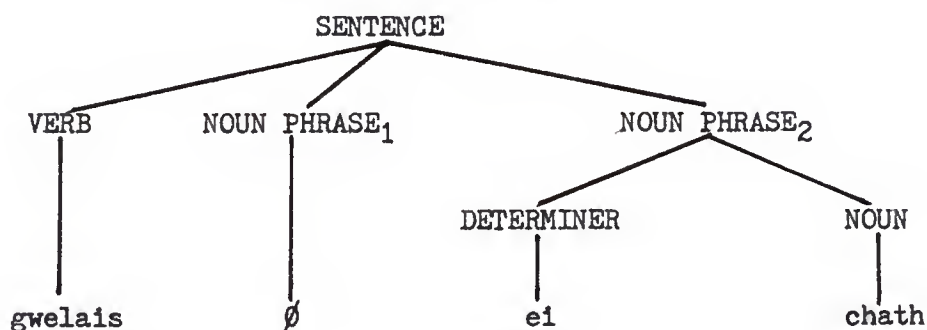 SENTENCE
VERB NOUN PHRASE₁ NOUN PHRASE₂
DETERMINER NOUN
gwelais ∅ ei chath